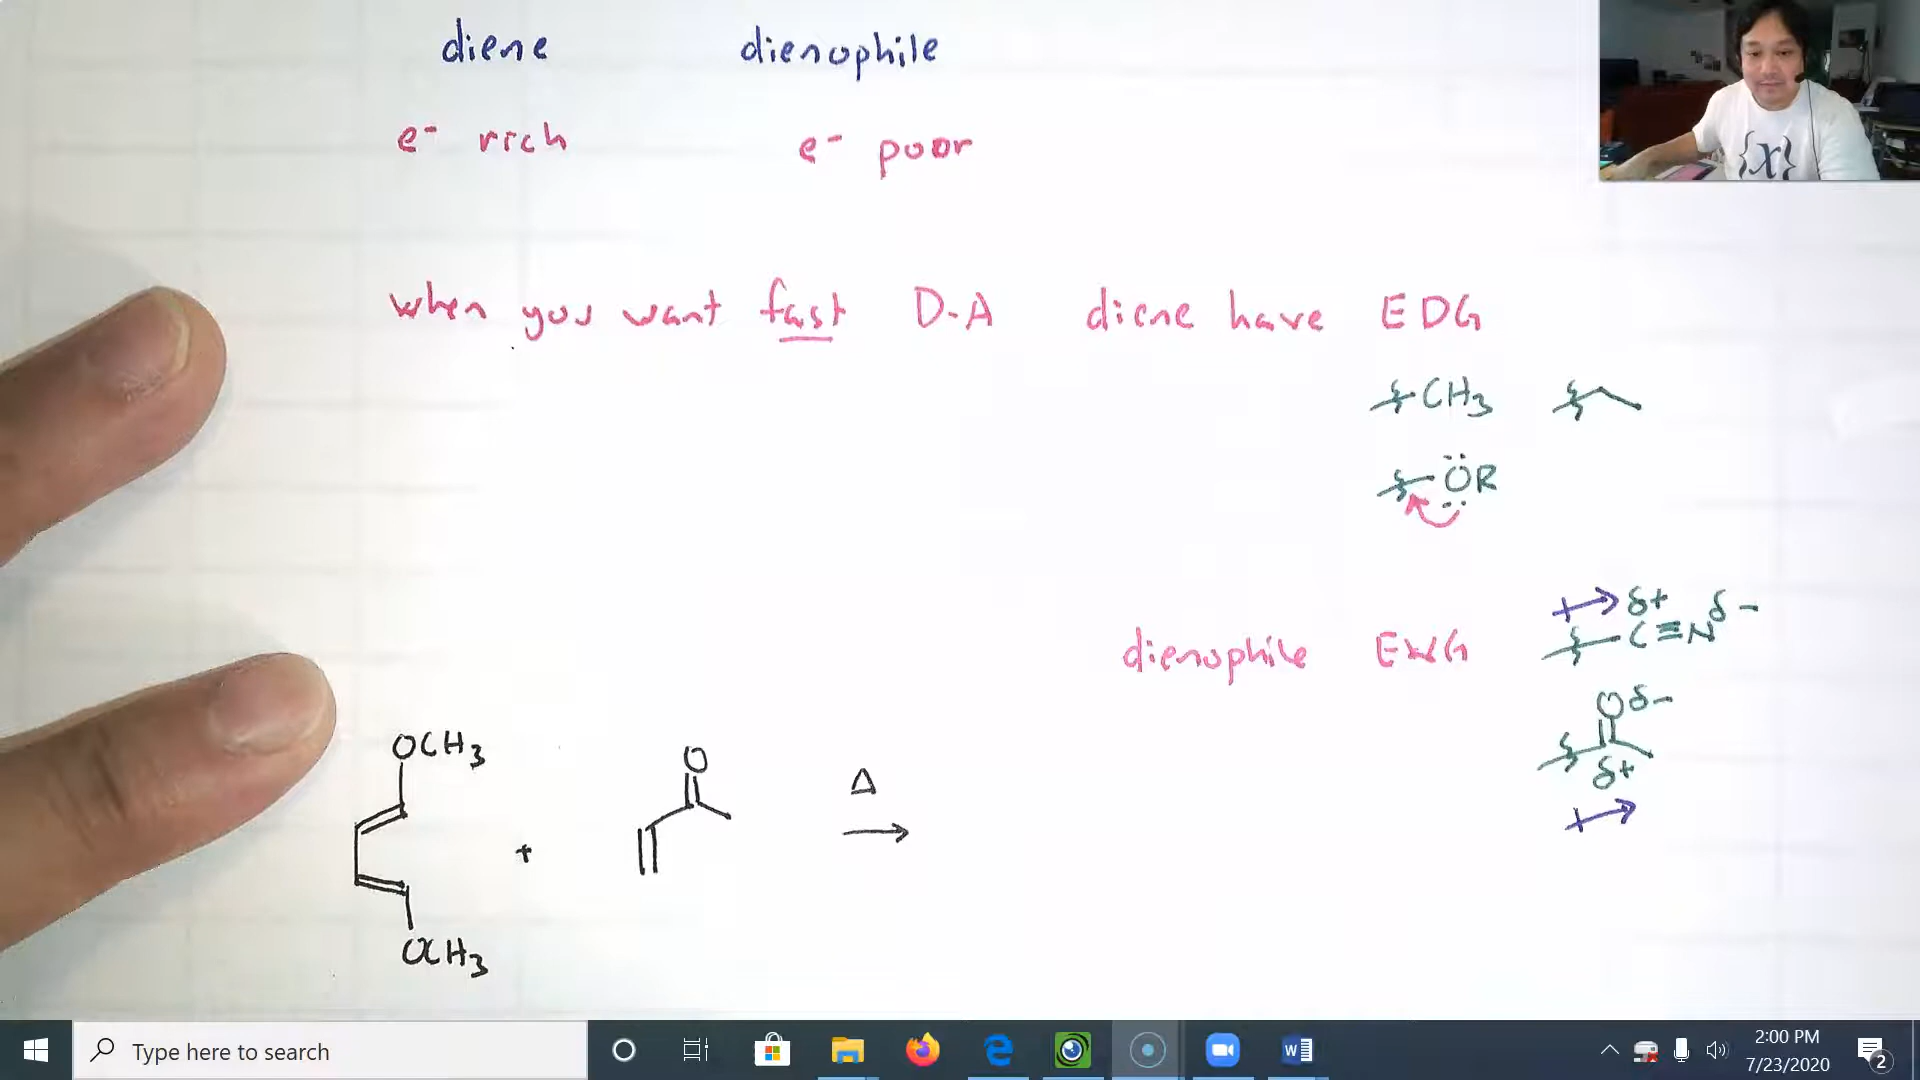 diene dienophile
e⁻ rich e⁻ poor
when you want fast D-A diene have EDG
CH₃
ÖR
dienophile EWG
δ+ δ-
C≡N
O δ-
δ+
OCH₃
+
O
Δ
→
OCH₃
{x}
Type here to search
2:00 PM
7/23/2020
2